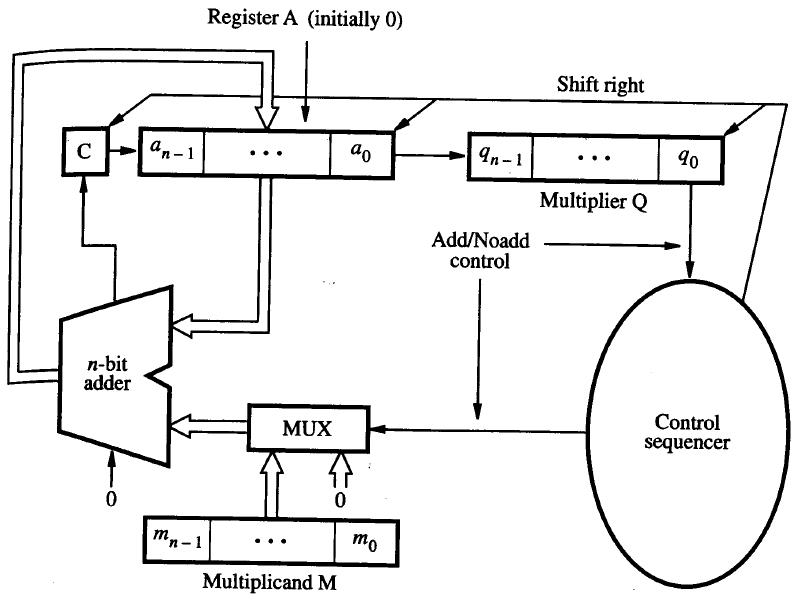 Register A (initially 0)
Shift right
C
a_{n-1} ... a_0
q_{n-1} ... q_0
Multiplier Q
Add/Noadd
control
n-bit
adder
MUX
Control
sequencer
0
0
m_{n-1} ... m_0
Multiplicand M